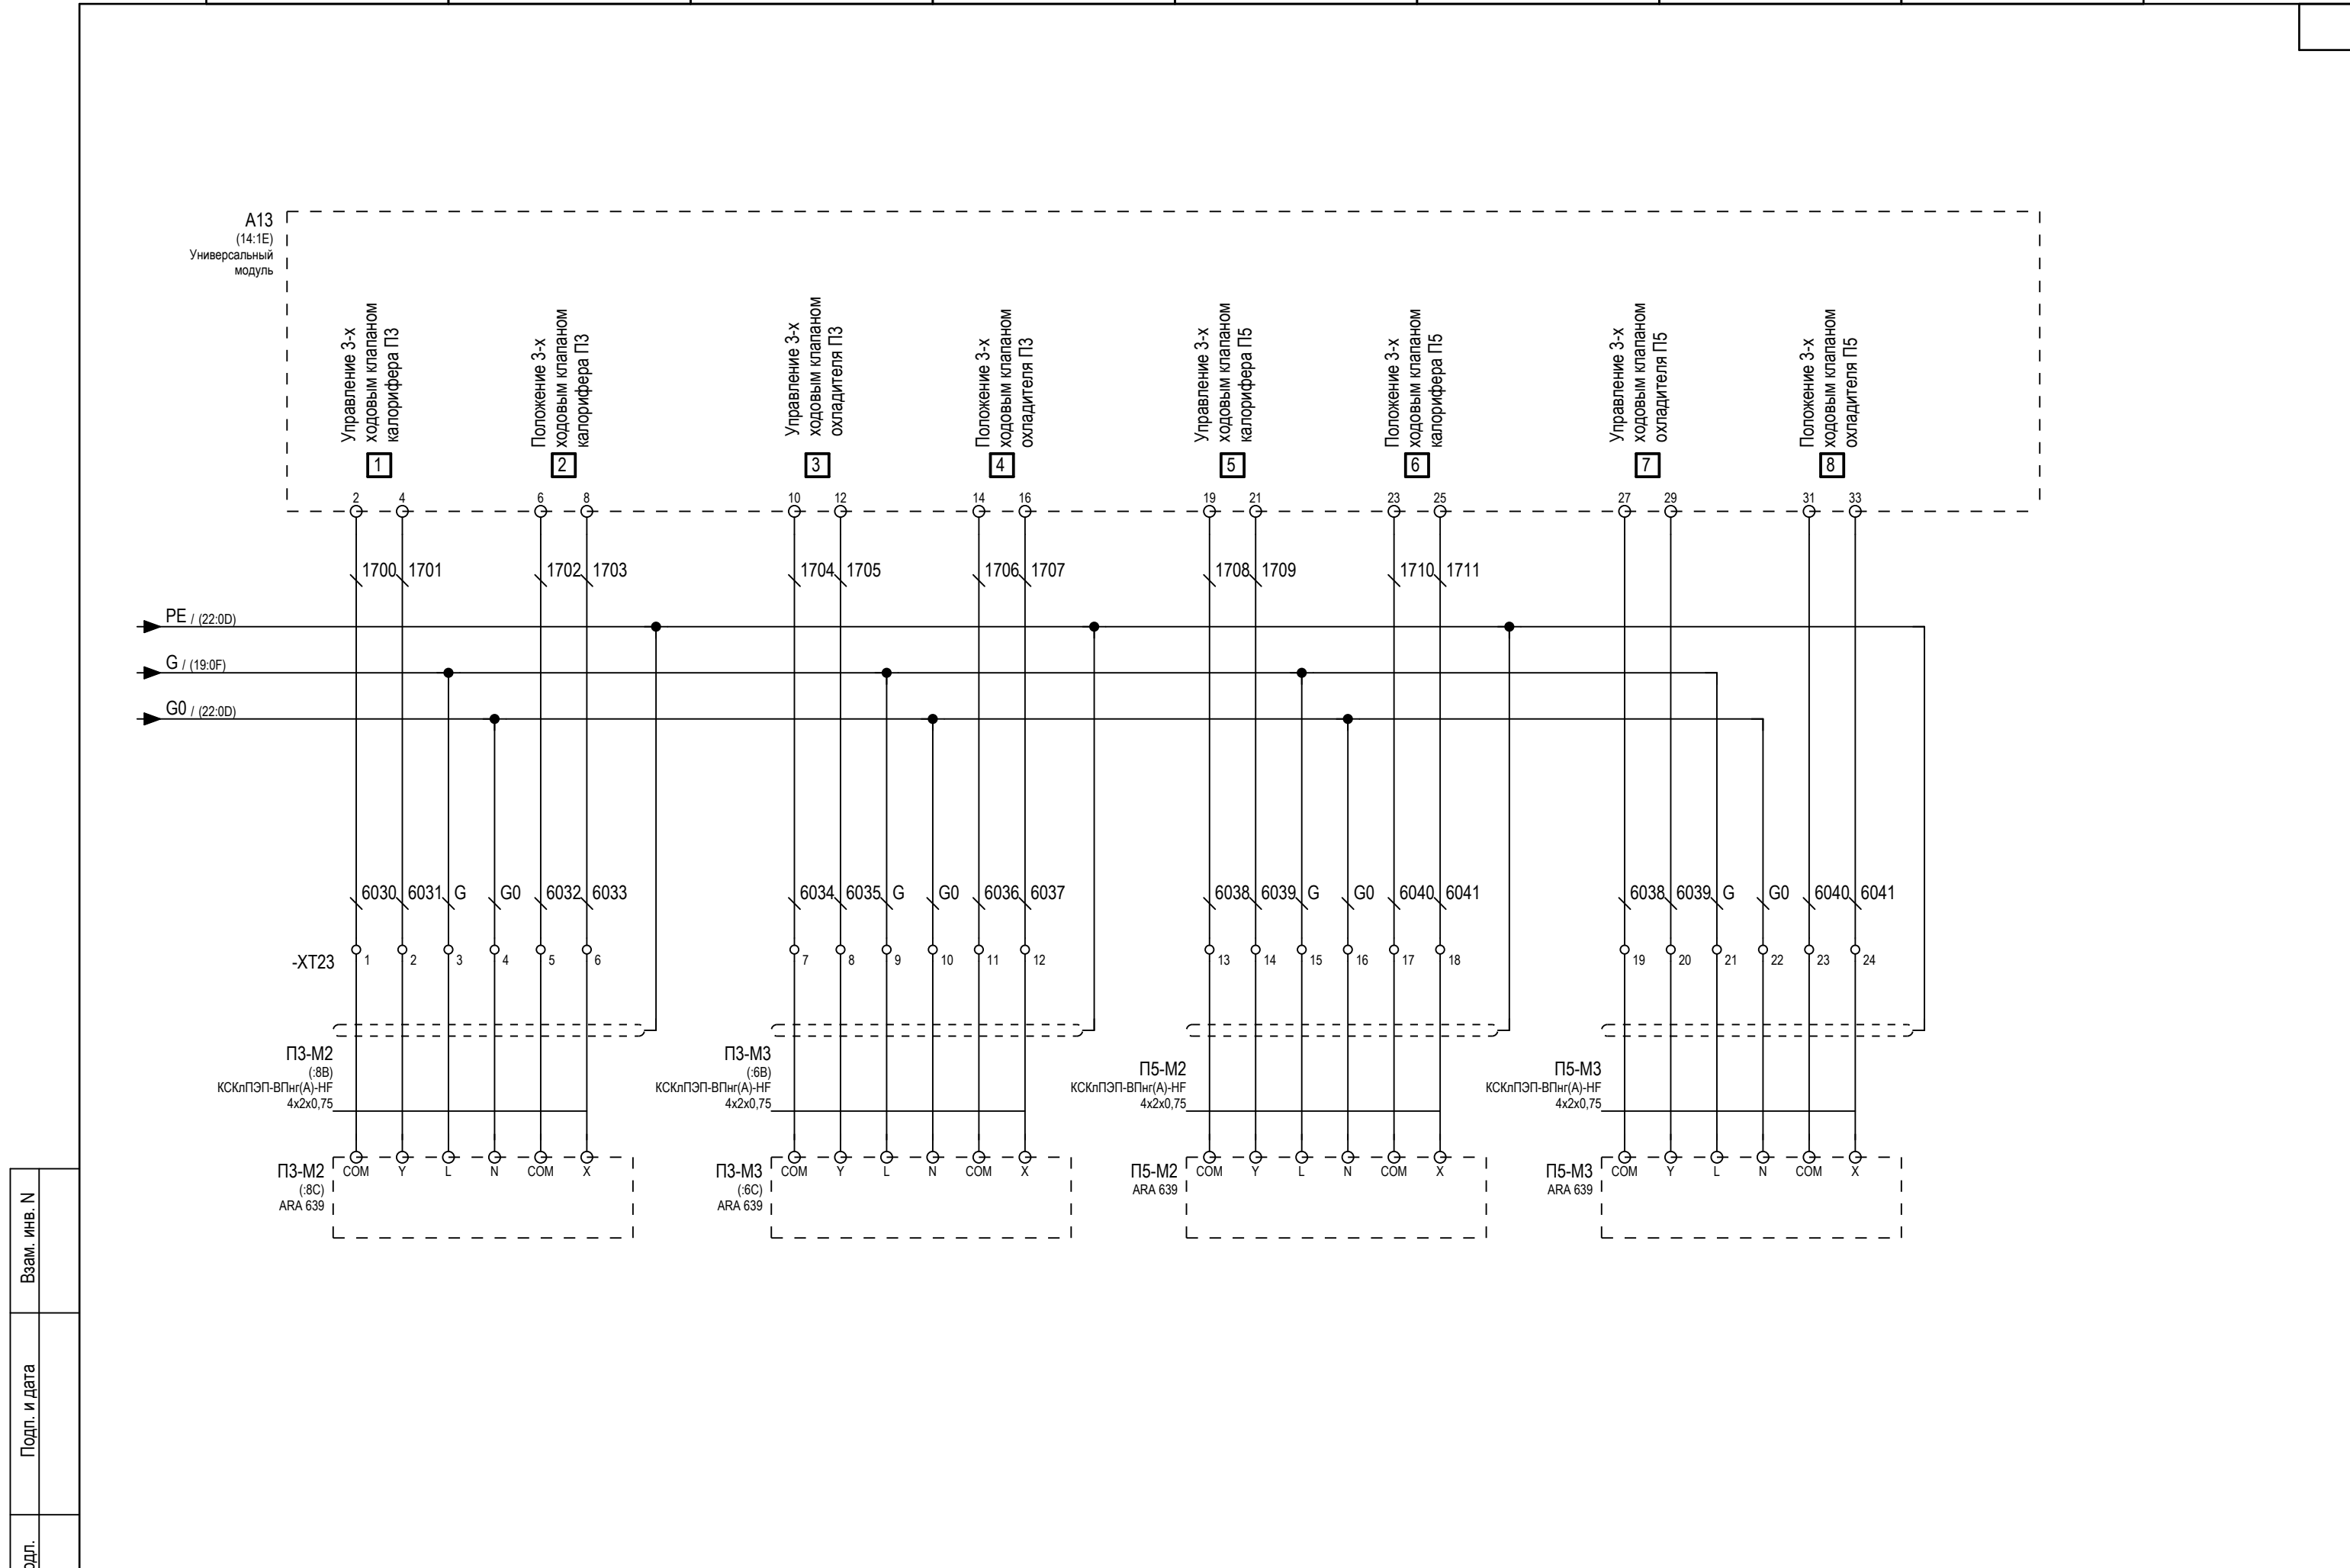 А13
(14:1E)
Универсальный
модуль
Управление 3-х
ходовым клапаном
калорифера П3
1
Положение 3-х
ходовым клапаном
калорифера П3
2
Управление 3-х
ходовым клапаном
охладителя П3
3
Положение 3-х
ходовым клапаном
охладителя П3
4
Управление 3-х
ходовым клапаном
калорифера П5
5
Положение 3-х
ходовым клапаном
калорифера П5
6
Управление 3-х
ходовым клапаном
охладителя П5
7
Положение 3-х
ходовым клапаном
охладителя П5
8
2 4 6 8 10 12 14 16 19 21 23 25 27 29 31 33
1700 1701 1702 1703 1704 1705 1706 1707 1708 1709 1710 1711
PE / (22:0D)
G / (19:0F)
G0 / (22:0D)
6030 6031 G G0 6032 6033 6034 6035 G G0 6036 6037 6038 6039 G G0 6040 6041 6038 6039 G G0 6040 6041
-XT23 1 2 3 4 5 6 7 8 9 10 11 12 13 14 15 16 17 18 19 20 21 22 23 24
П3-М2
(:8B)
КСКлПЭП-ВПнг(А)-HF
4x2x0,75
П3-М3
(:6B)
КСКлПЭП-ВПнг(А)-HF
4x2x0,75
П5-М2
КСКлПЭП-ВПнг(А)-HF
4x2x0,75
П5-М3
КСКлПЭП-ВПнг(А)-HF
4x2x0,75
П3-М2
(:8C)
ARA 639
COM Y L N COM X
П3-М3
(:6C)
ARA 639
COM Y L N COM X
П5-М2
ARA 639
COM Y L N COM X
П5-М3
ARA 639
COM Y L N COM X
Взам. инв. N
Подп. и дата